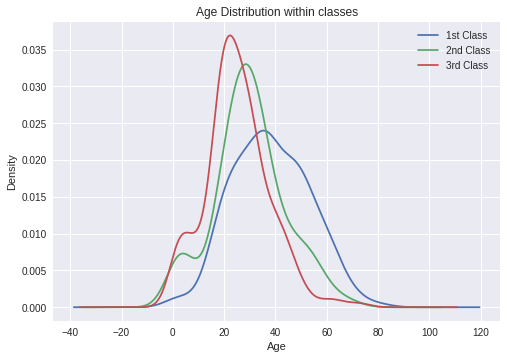 Age Distribution within classes
1st Class
2nd Class
3rd Class
0.035
0.030
0.025
0.020
0.015
0.010
0.005
0.000
Density
−40
−20
0
20
40
60
80
100
120
Age